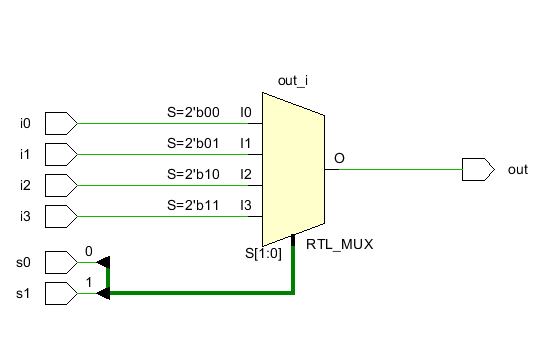 out_i
i0 S=2'b00 I0
i1 S=2'b01 I1
O
out
i2 S=2'b10 I2
i3 S=2'b11 I3
s0 0
S[1:0]
RTL_MUX
s1 1